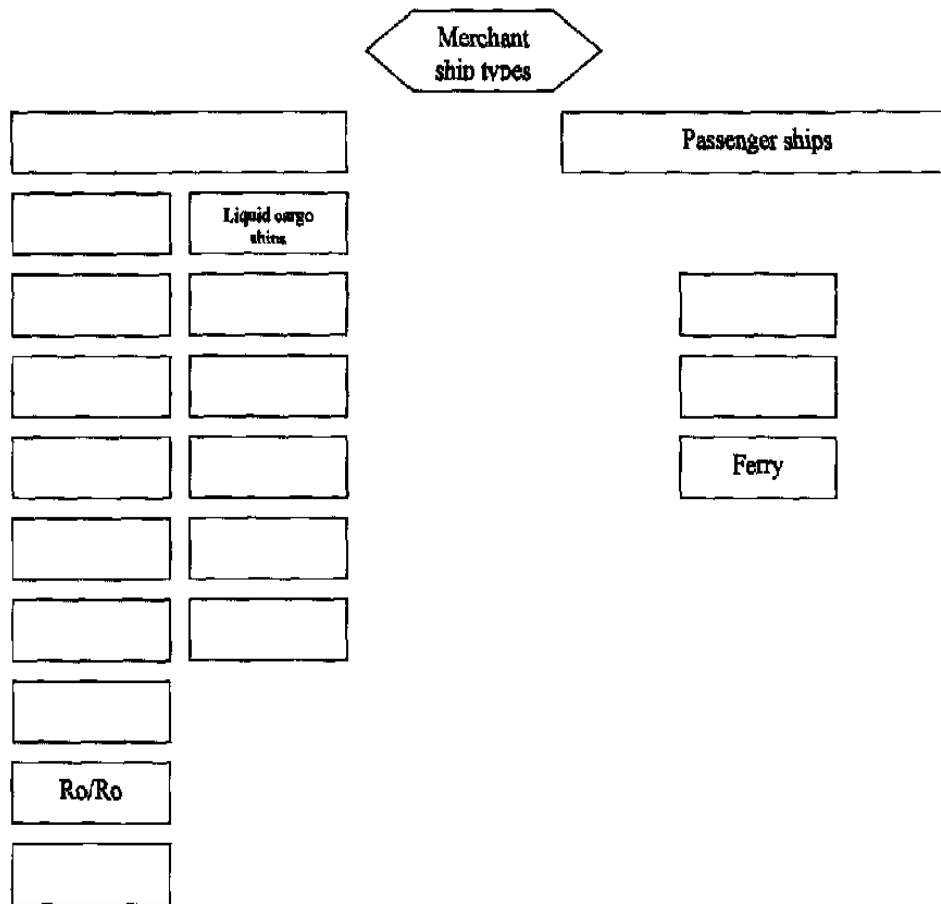 Merchant
ship types
Passenger ships
Liquid cargo
ships
Ferry
Ro/Ro